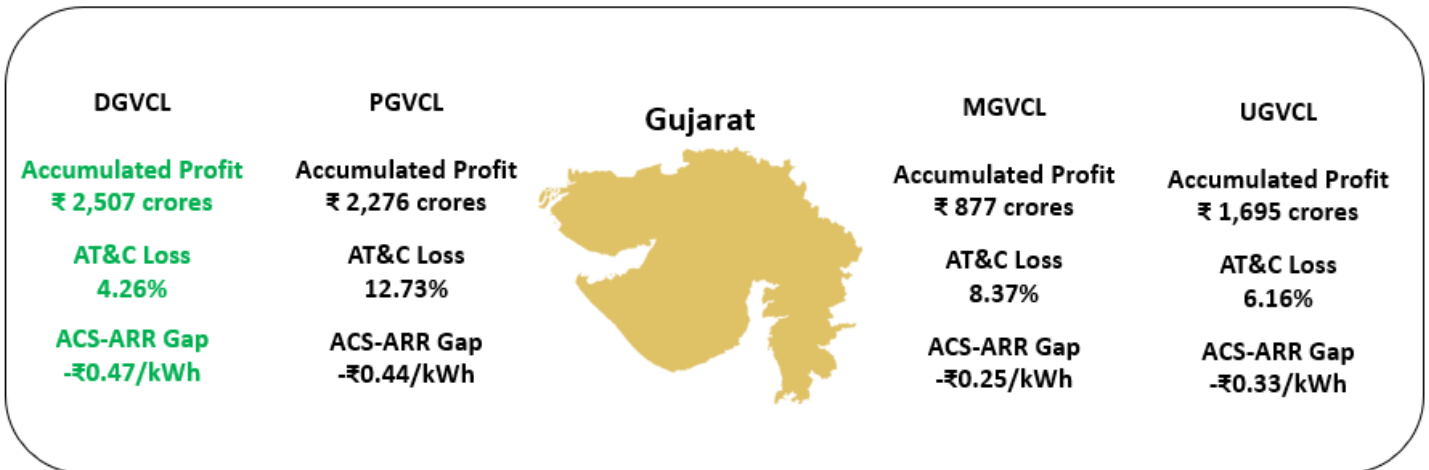 DGVCL
Accumulated Profit
₹ 2,507 crores
AT&C Loss
4.26%
ACS-ARR Gap
-₹0.47/kWh
PGVCL
Accumulated Profit
₹ 2,276 crores
AT&C Loss
12.73%
ACS-ARR Gap
-₹0.44/kWh
Gujarat
MGVCL
Accumulated Profit
₹ 877 crores
AT&C Loss
8.37%
ACS-ARR Gap
-₹0.25/kWh
UGVCL
Accumulated Profit
₹ 1,695 crores
AT&C Loss
6.16%
ACS-ARR Gap
-₹0.33/kWh